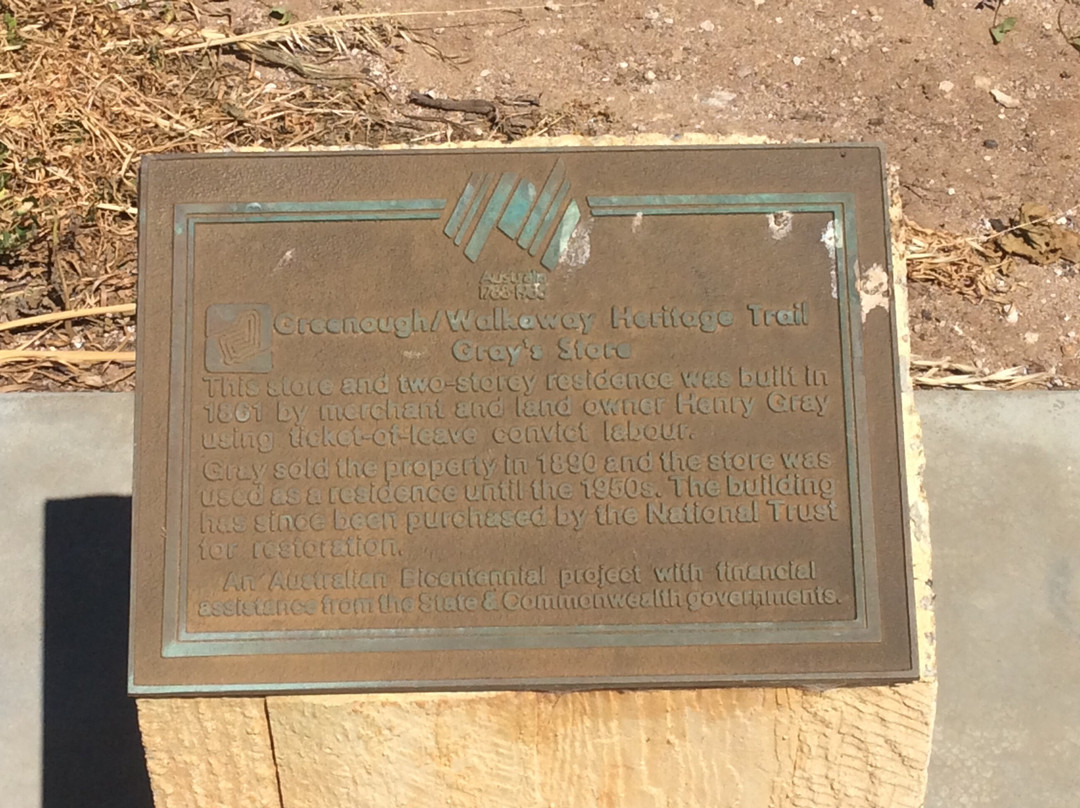 Australia
1788-1988
Greenough/Walkaway Heritage Trail
Gray's Store
This store and two-storey residence was built in
1861 by merchant and land owner Henry Gray
using ticket-of-leave convict labour.
Gray sold the property in 1890 and the store was
used as a residence until the 1950s. The building
has since been purchased by the National Trust
for restoration.
An Australian Bicentennial project with financial
assistance from the State & Commonwealth governments.